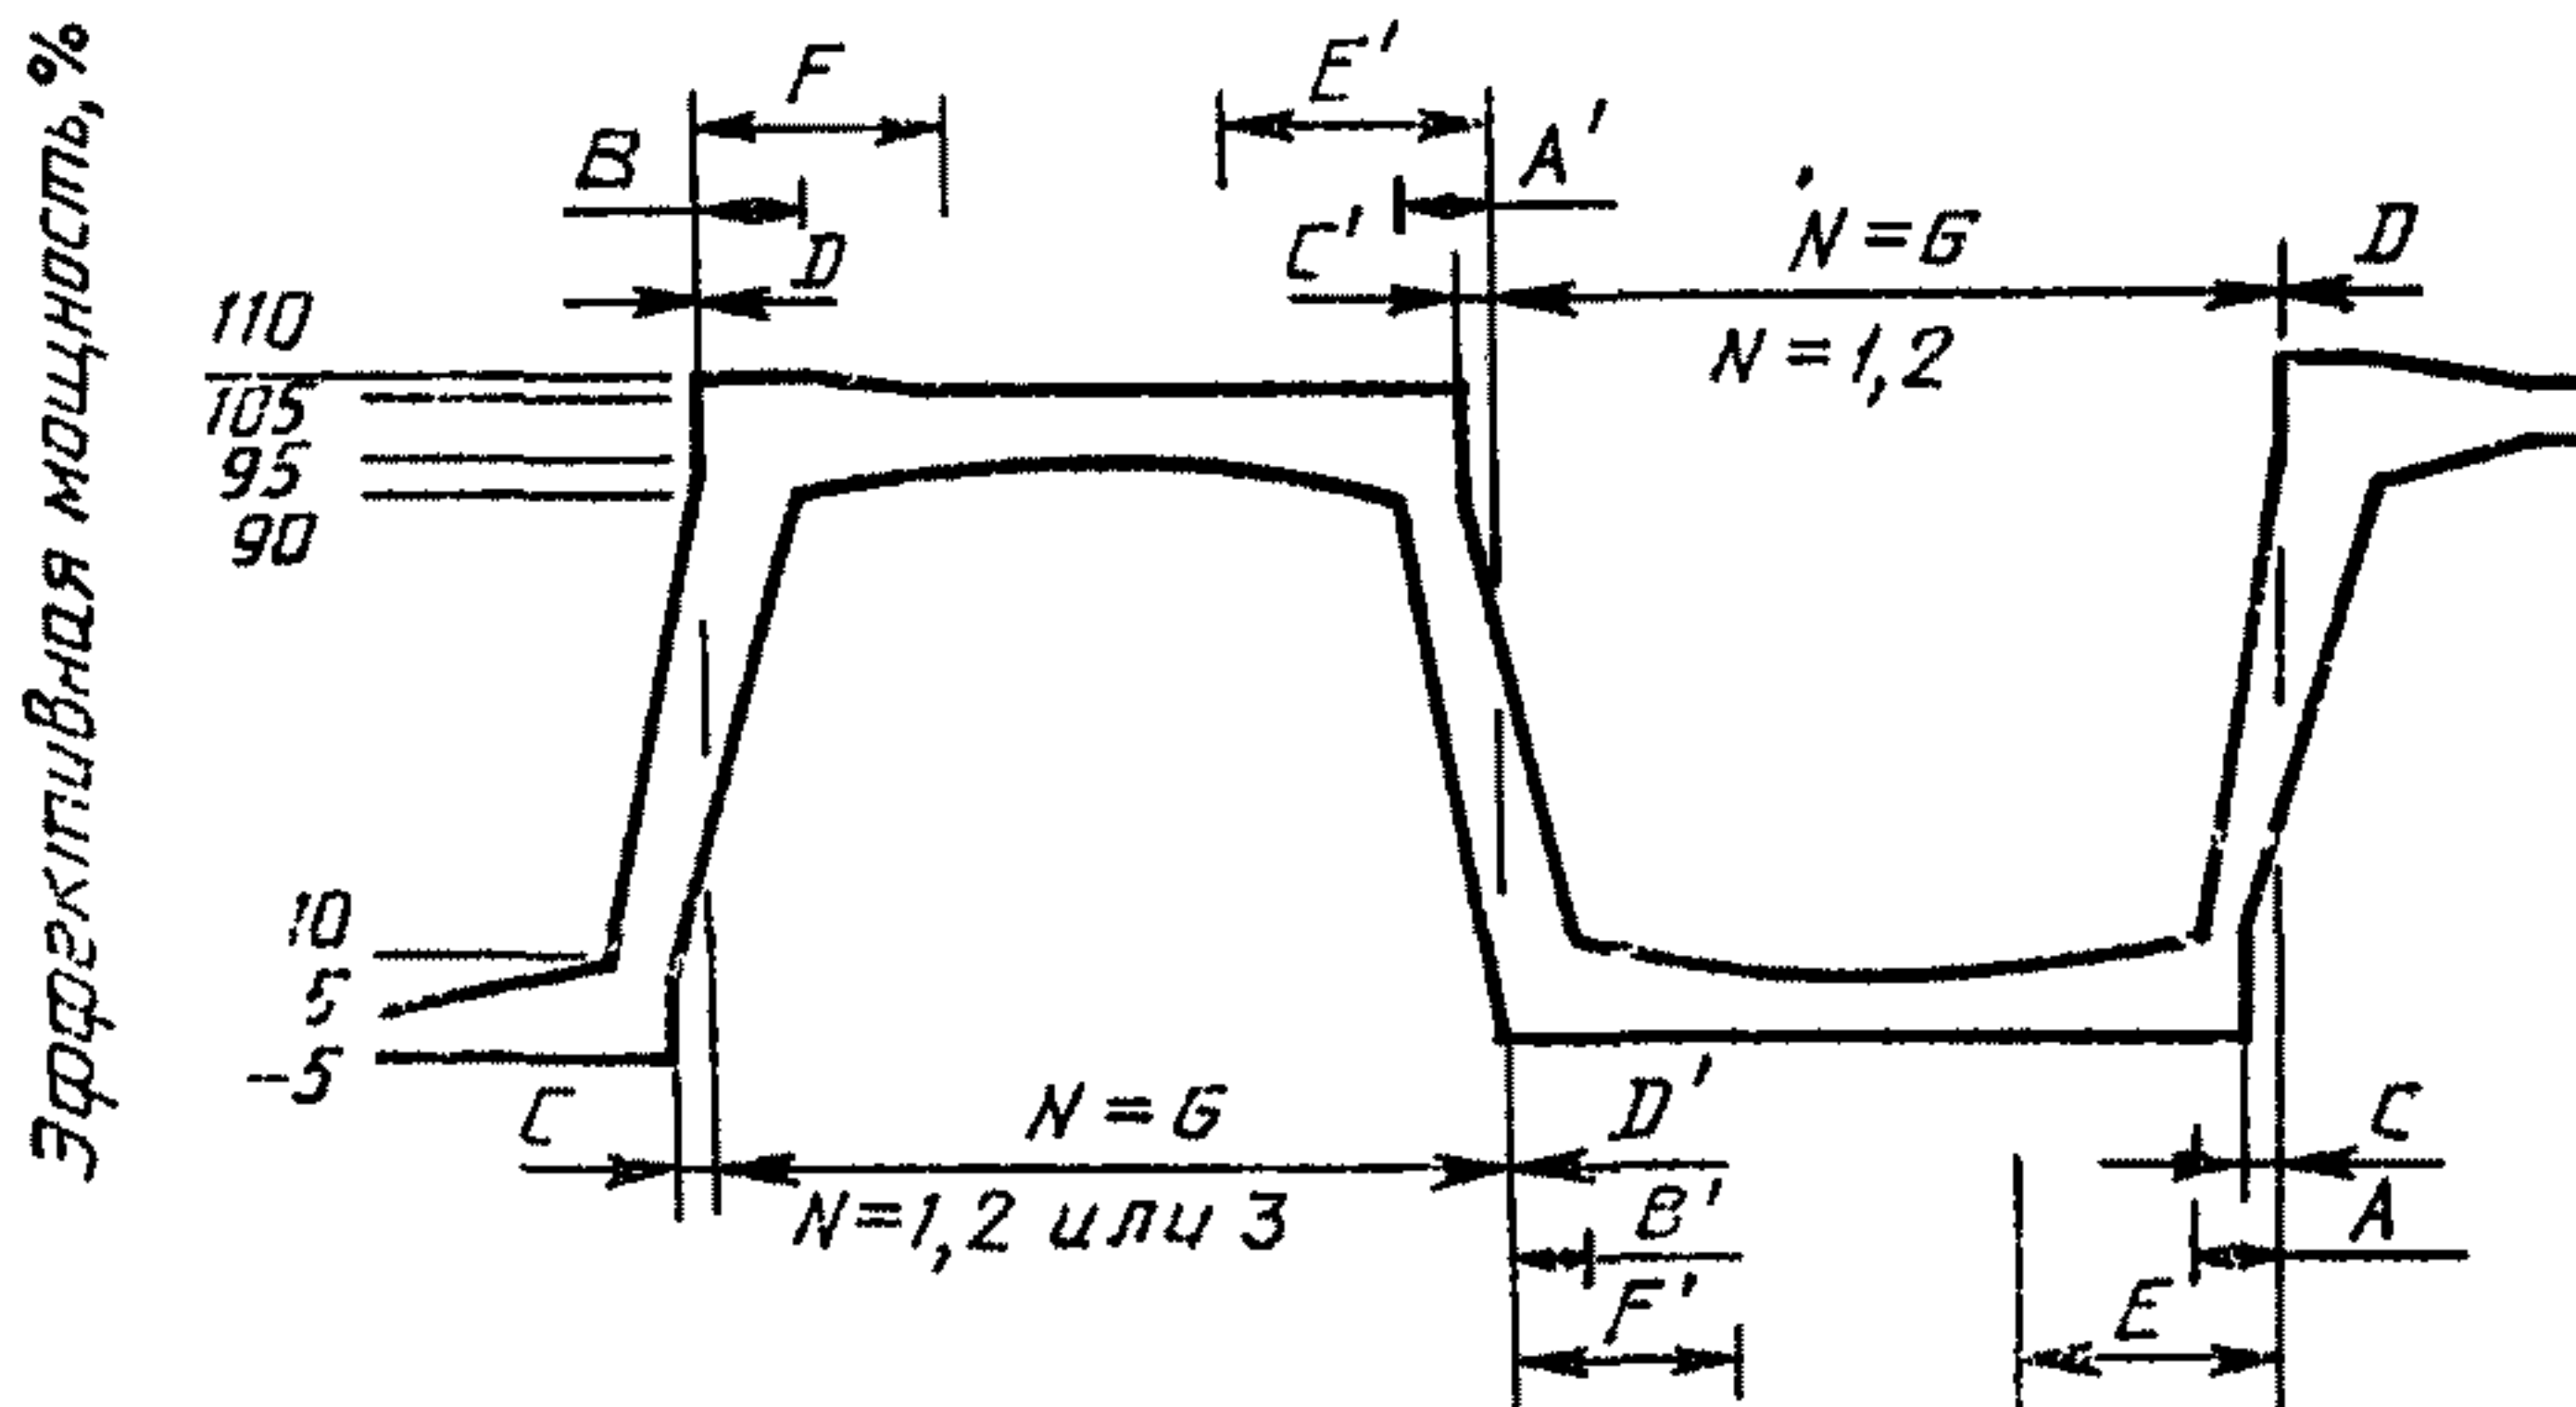 Эффективная мощность, %
F
E'
B
A'
C'
N = G
D
D
110
N = 1,2
105
95
90
10
5
-5
C
N = G
D'
C
N=1,2 или 3
B'
A
F'
E